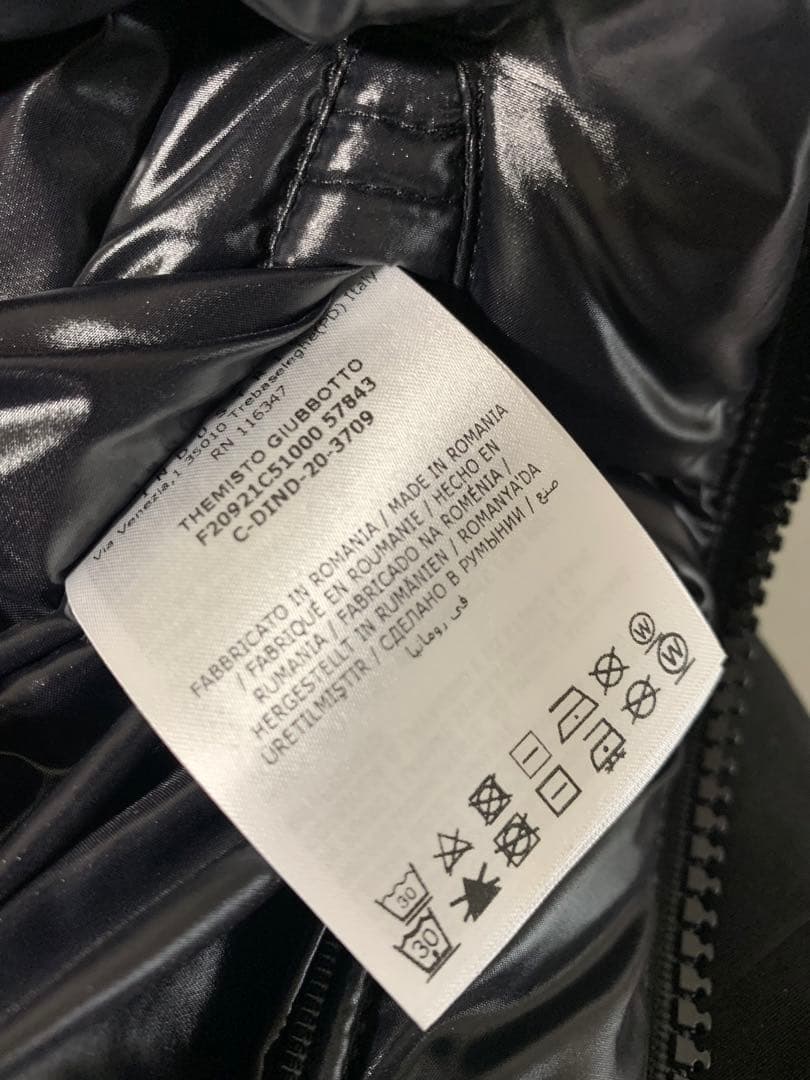 Via Venezia,1 35010 Trebaseleghe(PD) Italy
RN 116347
THEMISTO GIUBBOTTO
F20921C51000 57843
C-DIND-20-3709
FABBRICATO IN ROMANIA / MADE IN ROMANIA
/ FABRIQUÉ EN ROUMANIE / HECHO EN
RUMANIA / FABRICADO NA ROMÉNIA /
HERGESTELLT IN RUMÄNIEN / ROMANYA'DA
ÜRETILMIŞTIR / СДЕЛАНО В РУМЫНИИ / صنع
في رومانيا
W
W
30
30